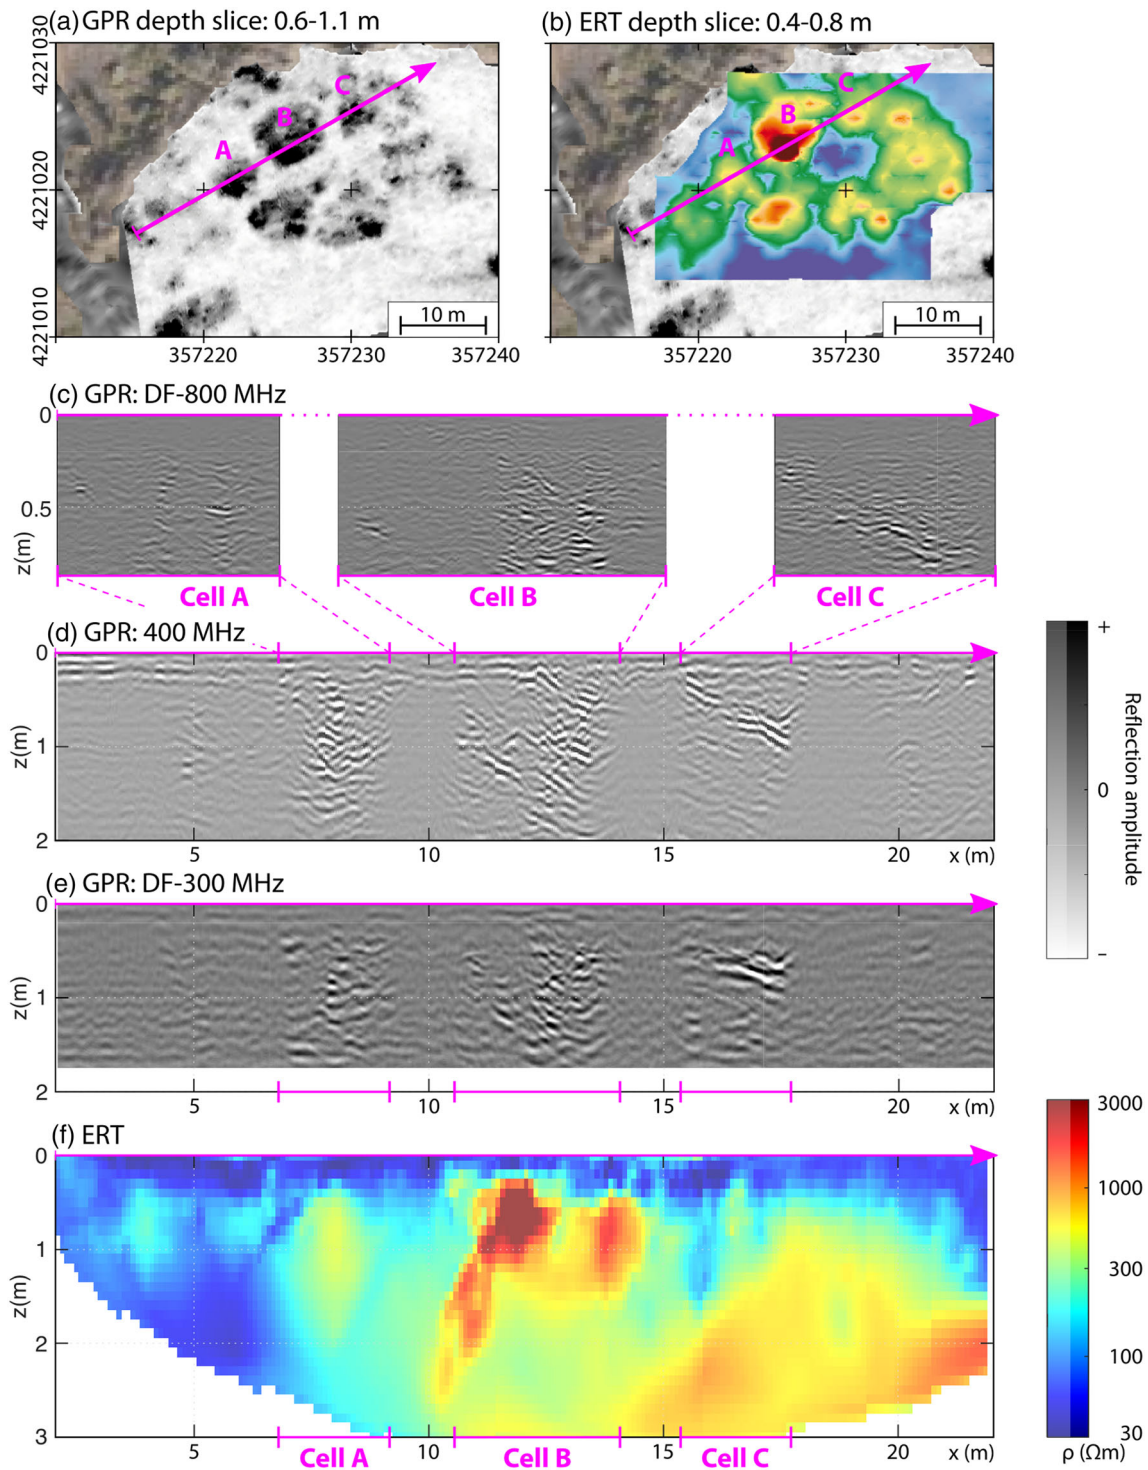 (a) GPR depth slice: 0.6-1.1 m
(b) ERT depth slice: 0.4-0.8 m
4221030
4221020
4221010
A
B
C
A
B
C
10 m
10 m
357220
357230
357240
357220
357230
357240
(c) GPR: DF-800 MHz
0
0.5
z(m)
Cell A
Cell B
Cell C
(d) GPR: 400 MHz
0
1
2
z(m)
5
10
15
20
x (m)
+
0
-
Reflection amplitude
(e) GPR: DF-300 MHz
0
1
2
z(m)
5
10
15
20
x (m)
(f) ERT
0
1
2
3
z(m)
5
Cell A
10
Cell B
15
Cell C
20
x (m)
3000
1000
300
100
30
ρ (Ωm)